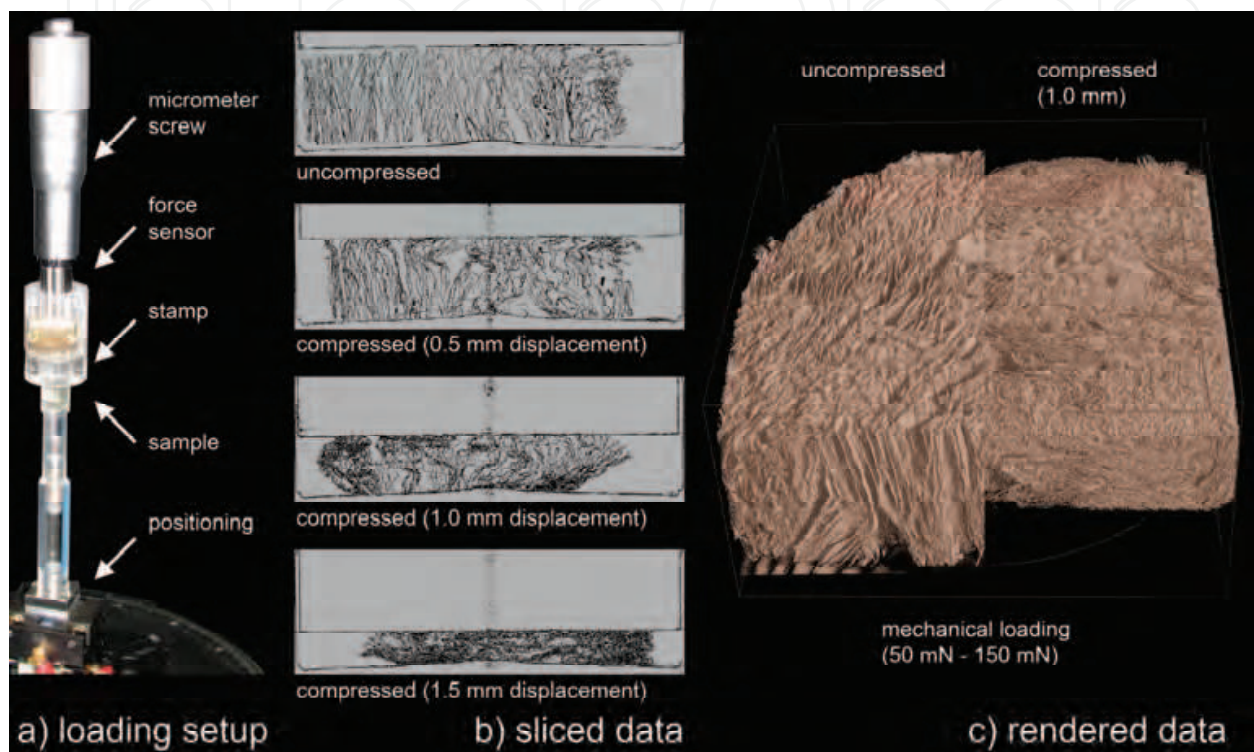 micrometer
screw
force
sensor
stamp
sample
positioning
a) loading setup
uncompressed
compressed (0.5 mm displacement)
compressed (1.0 mm displacement)
compressed (1.5 mm displacement)
b) sliced data
uncompressed
compressed
(1.0 mm)
mechanical loading
(50 mN - 150 mN)
c) rendered data